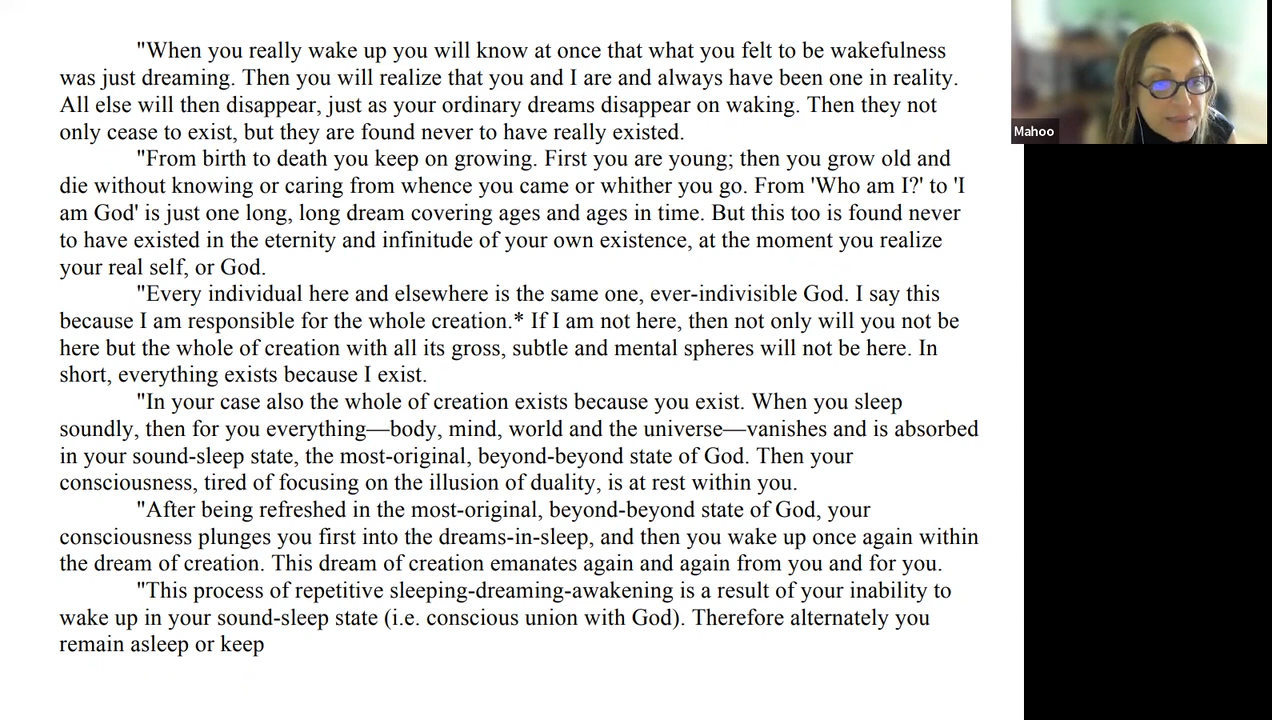 "When you really wake up you will know at once that what you felt to be wakefulness
was just dreaming. Then you will realize that you and I are and always have been one in reality.
All else will then disappear, just as your ordinary dreams disappear on waking. Then they not
only cease to exist, but they are found never to have really existed.
"From birth to death you keep on growing. First you are young; then you grow old and
die without knowing or caring from whence you came or whither you go. From 'Who am I?' to 'I
am God' is just one long, long dream covering ages and ages in time. But this too is found never
to have existed in the eternity and infinitude of your own existence, at the moment you realize
your real self, or God.
"Every individual here and elsewhere is the same one, ever-indivisible God. I say this
because I am responsible for the whole creation.* If I am not here, then not only will you not be
here but the whole of creation with all its gross, subtle and mental spheres will not be here. In
short, everything exists because I exist.
"In your case also the whole of creation exists because you exist. When you sleep
soundly, then for you everything—body, mind, world and the universe—vanishes and is absorbed
in your sound-sleep state, the most-original, beyond-beyond state of God. Then your
consciousness, tired of focusing on the illusion of duality, is at rest within you.
"After being refreshed in the most-original, beyond-beyond state of God, your
consciousness plunges you first into the dreams-in-sleep, and then you wake up once again within
the dream of creation. This dream of creation emanates again and again from you and for you.
"This process of repetitive sleeping-dreaming-awakening is a result of your inability to
wake up in your sound-sleep state (i.e. conscious union with God). Therefore alternately you
remain asleep or keep
Mahoo